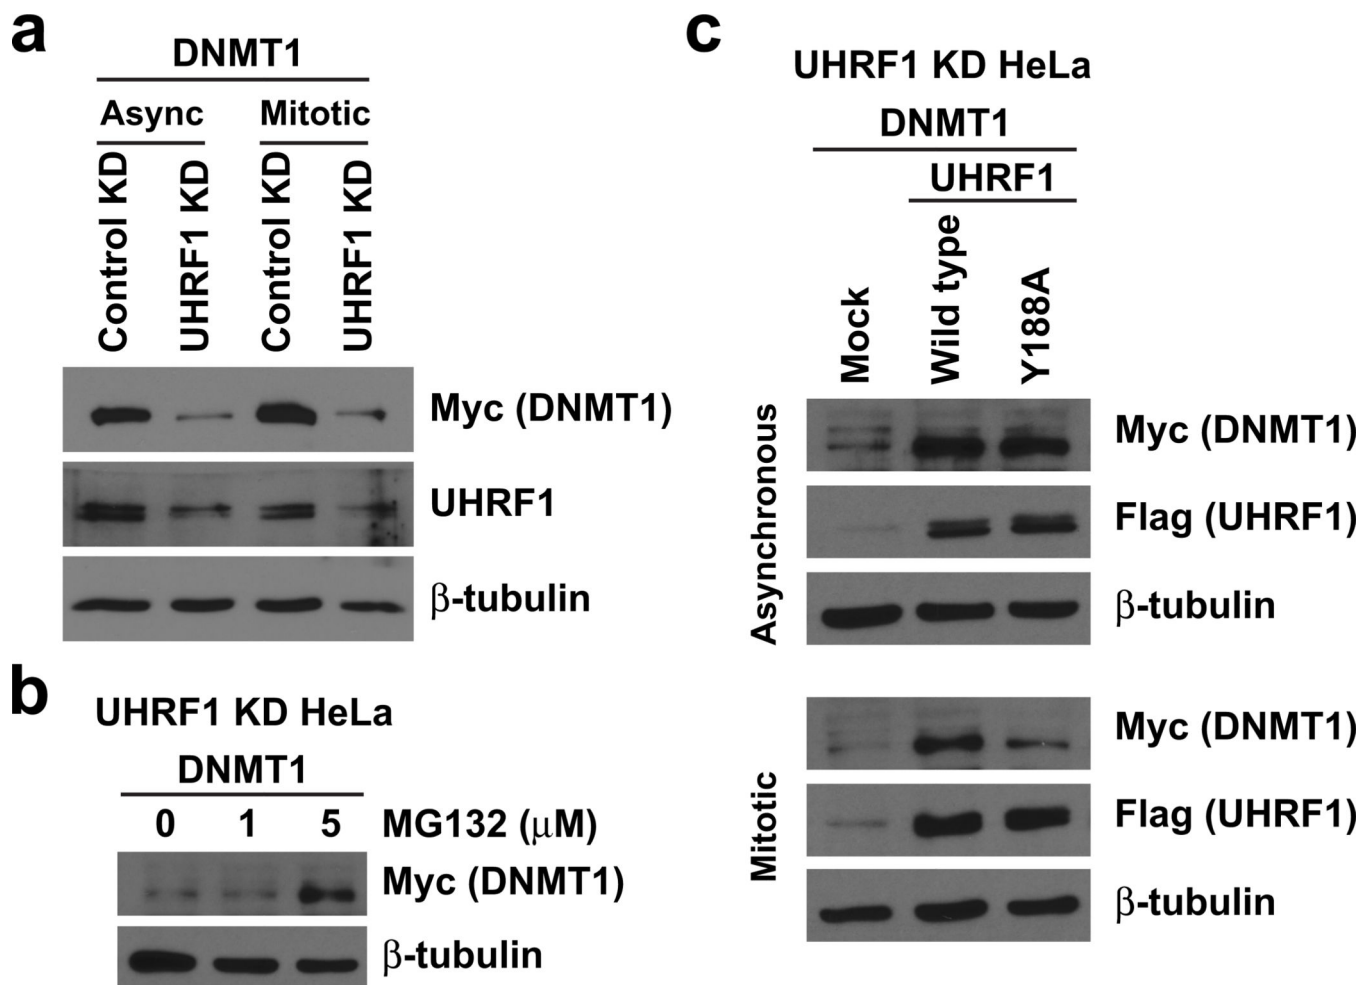 a
DNMT1
Async Mitotic
Control KD
UHRF1 KD
Control KD
UHRF1 KD
Myc (DNMT1)
UHRF1
β-tubulin
b
UHRF1 KD HeLa
DNMT1
0 1 5 MG132 (μM)
Myc (DNMT1)
β-tubulin
c
UHRF1 KD HeLa
DNMT1
UHRF1
Mock
Wild type
Y188A
Asynchronous
Myc (DNMT1)
Flag (UHRF1)
β-tubulin
Mitotic
Myc (DNMT1)
Flag (UHRF1)
β-tubulin